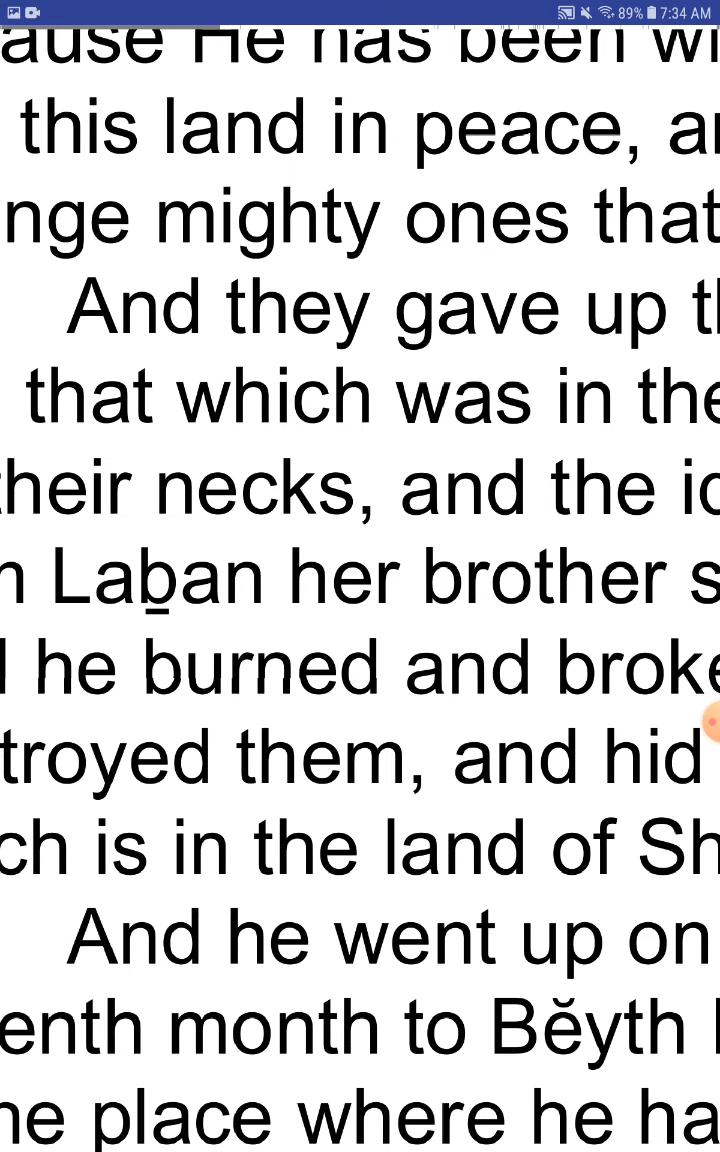 89% 7:34 AM
ause He has been wi
this land in peace, a
nge mighty ones that
And they gave up t
that which was in the
their necks, and the i
Laḇan her brother s
he burned and broke
troyed them, and hid
ch is in the land of Sh
And he went up on
enth month to Bĕyth
he place where he ha